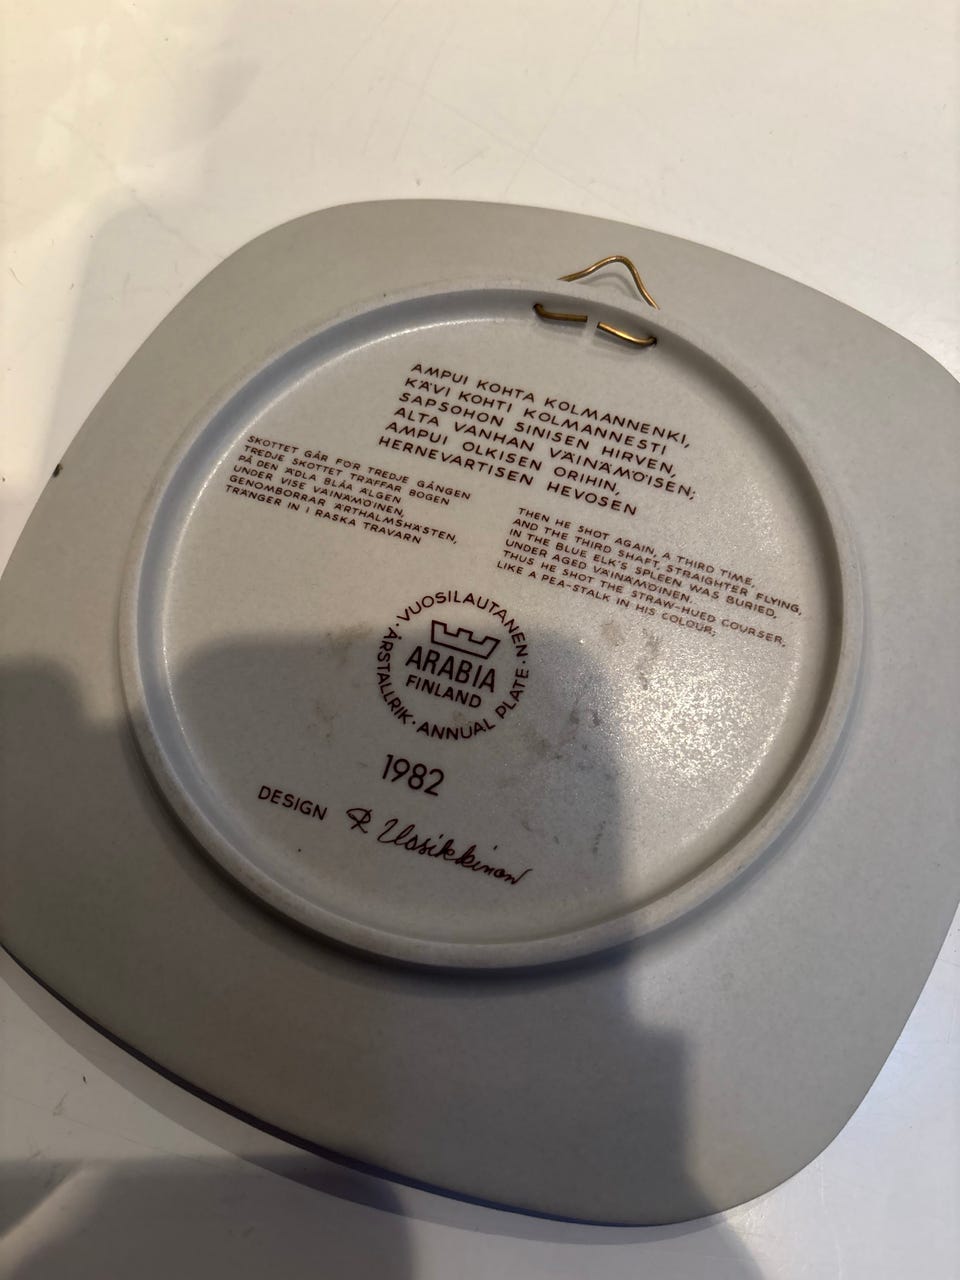 AMPUI KOHTA KOLMANNENKI,
KÄVI KOHTI KOLMANNESTI
SAPSOHON SINISEN HIRVEN,
ALTA VANHAN VÄINÄMÖISEN;
AMPUI OLKISEN ORIHIN,
HERNEVARTISEN HEVOSEN
SKOTTET GÅR FÖR TREDJE GÅNGEN
TREDJE SKOTTET TRÄFFAR BOGEN
PÅ DEN ÄDLA BLÅA ÄLGEN
UNDER VISE VÄINÄMÖINEN,
GENOMBORRAR ÄRTHALMSHÄSTEN,
TRÄNGER IN I RASKA TRAVARN
THEN HE SHOT AGAIN, A THIRD TIME,
AND THE THIRD SHAFT, STRAIGHTER FLYING,
IN THE BLUE ELK'S SPLEEN WAS BURIED,
UNDER AGED VÄINÄMÖINEN.
THUS HE SHOT THE STRAW-HUED COURSER,
LIKE A PEA-STALK IN HIS COLOUR;
· VUOSILAUTANEN · ANNUAL PLATE · ÅRSTALLRIK
ARABIA
FINLAND
1982
DESIGN R Uosikkinen